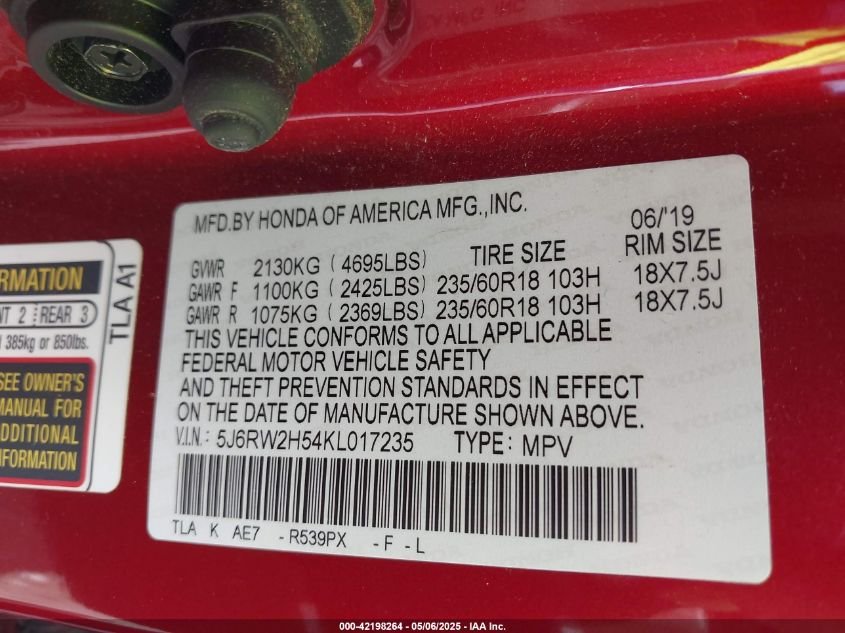 MFD.BY HONDA OF AMERICA MFG.,INC. 06/'19
GVWR 2130KG (4695LBS) TIRE SIZE RIM SIZE
GAWR F 1100KG (2425LBS) 235/60R18 103H 18X7.5J
GAWR R 1075KG (2369LBS) 235/60R18 103H 18X7.5J
THIS VEHICLE CONFORMS TO ALL APPLICABLE
FEDERAL MOTOR VEHICLE SAFETY
AND THEFT PREVENTION STANDARDS IN EFFECT
ON THE DATE OF MANUFACTURE SHOWN ABOVE.
V.I.N.: 5J6RW2H54KL017235 TYPE: MPV
TLA K AE7 -R539PX -F-L
RMATION
NT 2 REAR 3
385kg or 850lbs.
SEE OWNER'S
MANUAL FOR
DDITIONAL
NFORMATION
TLA A1
000-42198264 - 05/06/2025 - IAA Inc.